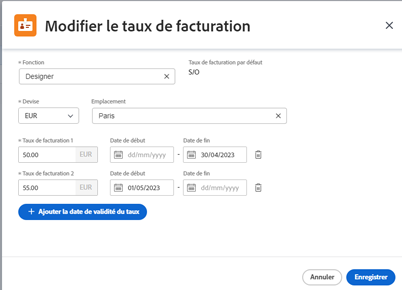 Modifier le taux de facturation
* Fonction
Taux de facturation par défaut
Designer
S/O
* Devise
Emplacement
EUR
Paris
* Taux de facturation 1
Date de début
Date de fin
50.00 EUR
dd/mm/yyyy - 30/04/2023
* Taux de facturation 2
Date de début
Date de fin
55.00 EUR
01/05/2023 - dd/mm/yyyy
+ Ajouter la date de validité du taux
Annuler
Enregistrer